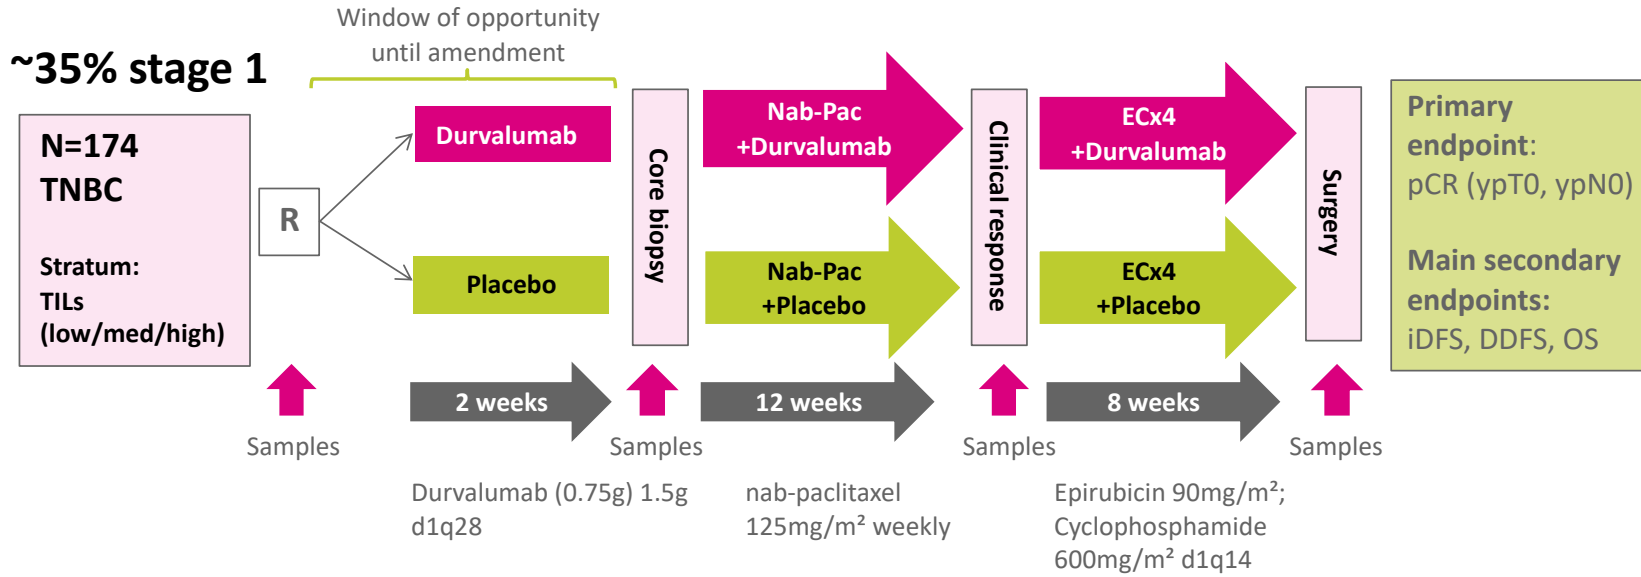 Window of opportunity
until amendment
~35% stage 1
N=174
TNBC
Stratum:
TILs
(low/med/high)
R
Durvalumab
Placebo
Core biopsy
Nab-Pac
+Durvalumab
Nab-Pac
+Placebo
Clinical response
ECx4
+Durvalumab
ECx4
+Placebo
Surgery
Primary
endpoint:
pCR (ypT0, ypN0)
Main secondary
endpoints:
iDFS, DDFS, OS
2 weeks
12 weeks
8 weeks
Samples
Samples
Samples
Samples
Durvalumab (0.75g) 1.5g
d1q28
nab-paclitaxel
125mg/m² weekly
Epirubicin 90mg/m²;
Cyclophosphamide
600mg/m² d1q14